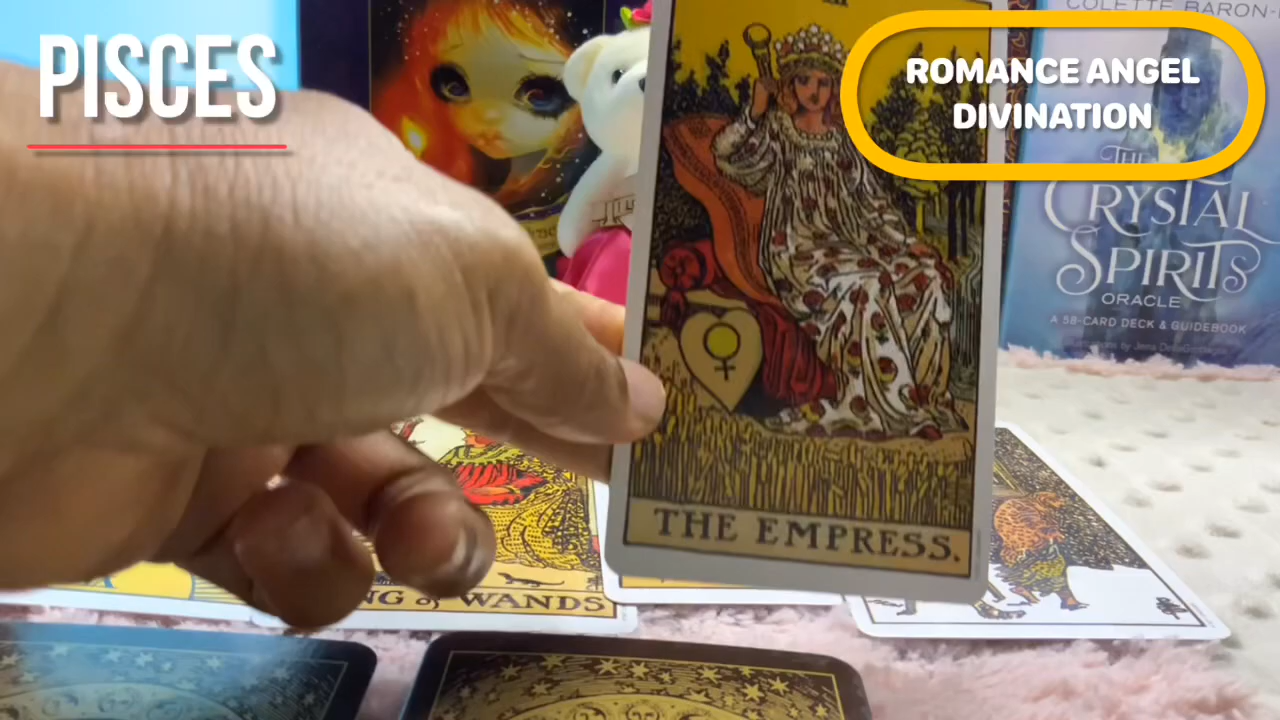 PISCES
ROMANCE ANGEL
DIVINATION
COLETTE BARON-
THE
CRYSTAL
SPIRITS
ORACLE
A 58-CARD DECK & GUIDEBOOK
III
THE EMPRESS.
NG of WANDS